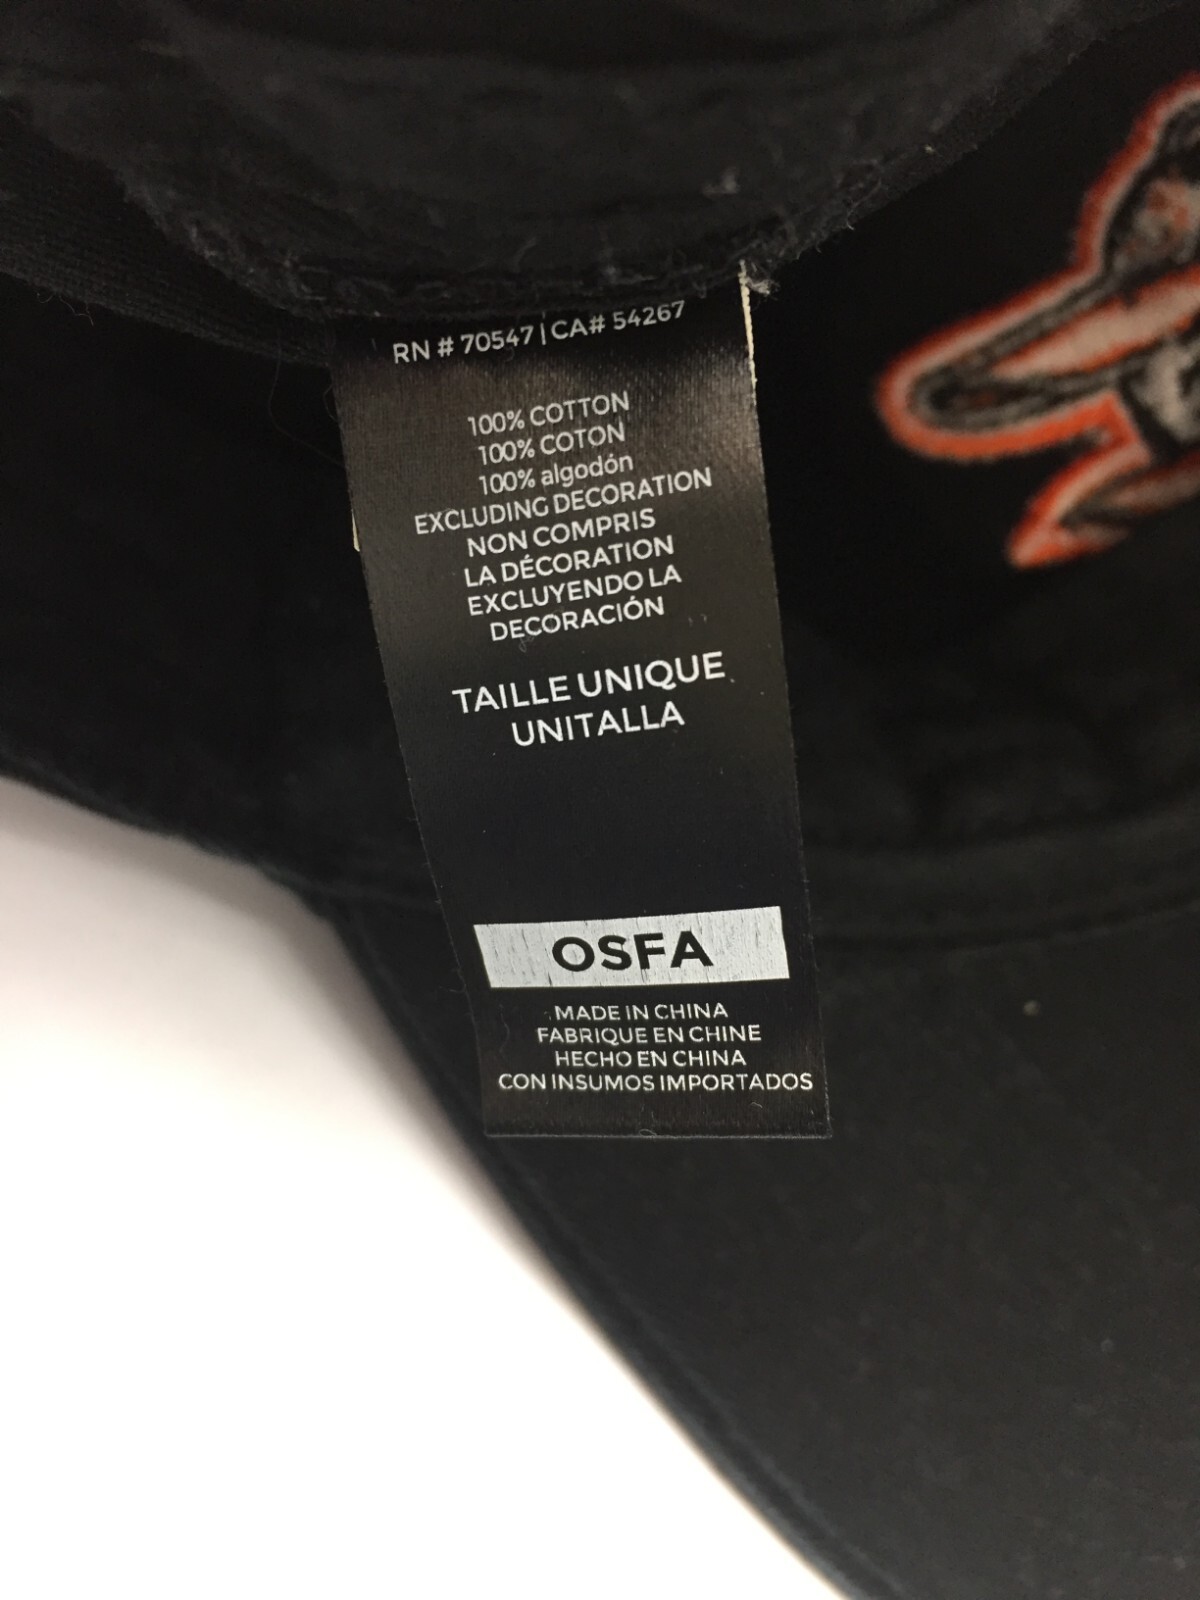 RN # 70547 | CA# 54267
100% COTTON
100% COTON
100% algodón
EXCLUDING DECORATION
NON COMPRIS
LA DÉCORATION
EXCLUYENDO LA
DECORACIÓN
TAILLE UNIQUE
UNITALLA
OSFA
MADE IN CHINA
FABRIQUE EN CHINE
HECHO EN CHINA
CON INSUMOS IMPORTADOS